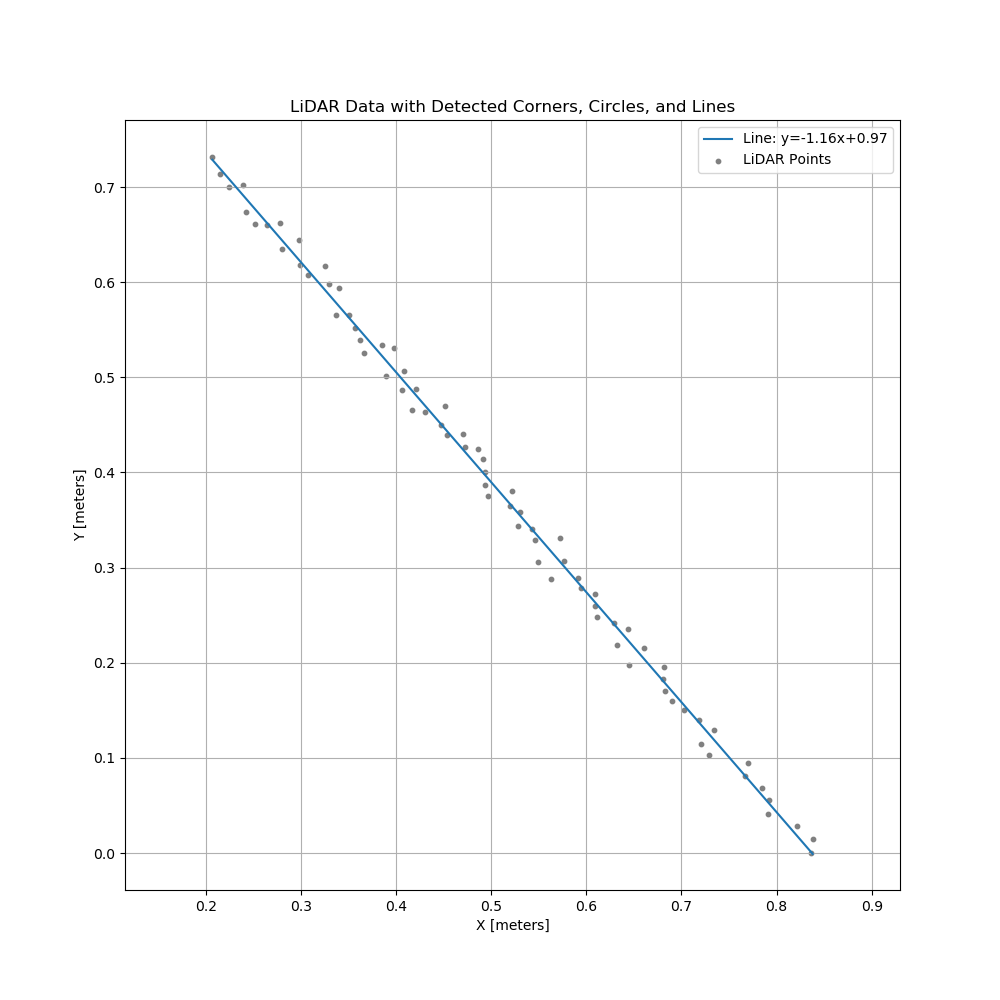 LiDAR Data with Detected Corners, Circles, and Lines
Line: y=-1.16x+0.97
LiDAR Points
0.7
0.6
0.5
0.4
0.3
0.2
0.1
0.0
Y [meters]
0.2 0.3 0.4 0.5 0.6 0.7 0.8 0.9
X [meters]